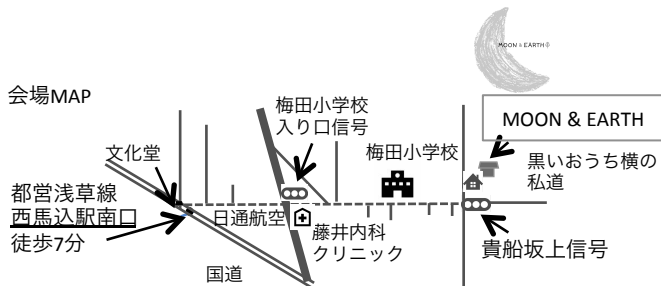 MOON & EARTH
会場MAP
MOON & EARTH
梅田小学校
入り口信号
文化堂
梅田小学校
黒いおうち横の
私道
都営浅草線
西馬込駅南口
徒歩7分
日通航空
藤井内科
クリニック
貴船坂上信号
国道